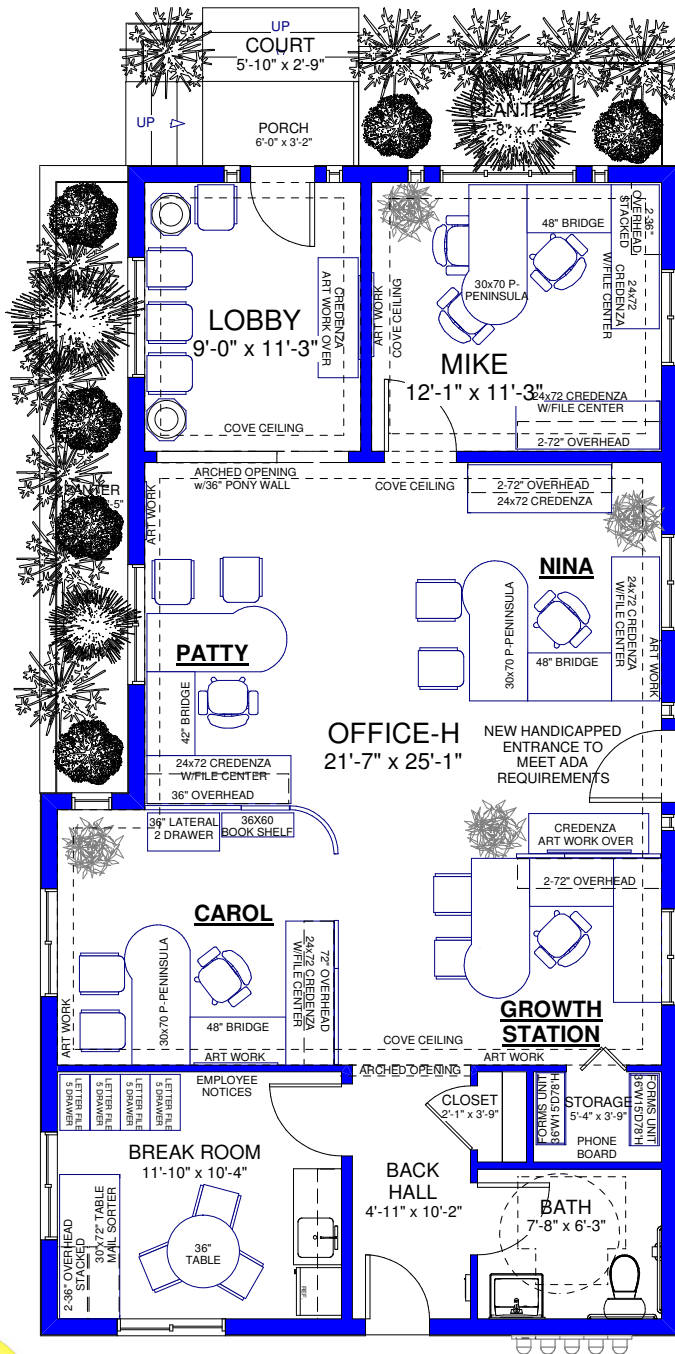 UP
COURT
5'-10" x 2'-9"
UP
PORCH
6'-0" x 3'-2"
PLANTER
LOBBY
9'-0" x 11'-3"
CREDENZA
ART WORK OVER
COVE CEILING
ART WORK
COVE CEILING
48" BRIDGE
30x70 P-
PENINSULA
2-36"
OVERHEAD
STACKED
24x72
CREDENZA
W/FILE CENTER
MIKE
12'-1" x 11'-3"
24x72 CREDENZA
W/FILE CENTER
2-72" OVERHEAD
ARCHED OPENING
w/36" PONY WALL
COVE CEILING
2-72" OVERHEAD
24x72 CREDENZA
ART WORK
NINA
30x70 P-PENINSULA
48" BRIDGE
24x72 CREDENZA
W/FILE CENTER
ART WORK
PATTY
42" BRIDGE
24x72 CREDENZA
W/FILE CENTER
36" OVERHEAD
OFFICE-H
21'-7" x 25'-1"
NEW HANDICAPPED
ENTRANCE TO
MEET ADA
REQUIREMENTS
36" LATERAL
2 DRAWER
36X60
BOOK SHELF
CREDENZA
ART WORK OVER
2-72" OVERHEAD
CAROL
30x70 P-PENINSULA
48" BRIDGE
72" OVERHEAD
24x72 CREDENZA
W/FILE CENTER
ART WORK
ART WORK
GROWTH
STATION
COVE CEILING
ART WORK
ARCHED OPENING
LETTER FILE
5 DRAWER
LETTER FILE
5 DRAWER
LETTER FILE
5 DRAWER
LETTER FILE
5 DRAWER
EMPLOYEE
NOTICES
BREAK ROOM
11'-10" x 10'-4"
30"x72" TABLE
MAIL SORTER
2-36" OVERHEAD
STACKED
36"
TABLE
REF
BACK
HALL
4'-11" x 10'-2"
CLOSET
2'-1" x 3'-9"
FORMS UNIT
36"W15"D78"H
STORAGE
5'-4" x 3'-9"
PHONE
BOARD
FORMS UNIT
36"W15"D78"H
BATH
7'-8" x 6'-3"